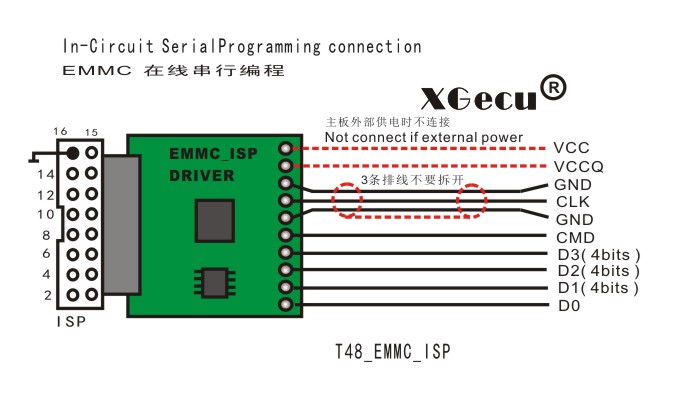 In-Circuit SerialProgramming connection
EMMC 在线串行编程
XGecu®
主板外部供电时不连接
Not connect if external power
16 15
14
12
10
8
6
4
2
ISP
EMMC_ISP
DRIVER
3条排线不要拆开
VCC
VCCQ
GND
CLK
GND
CMD
D3(4bits)
D2(4bits)
D1(4bits)
D0
T48_EMMC_ISP